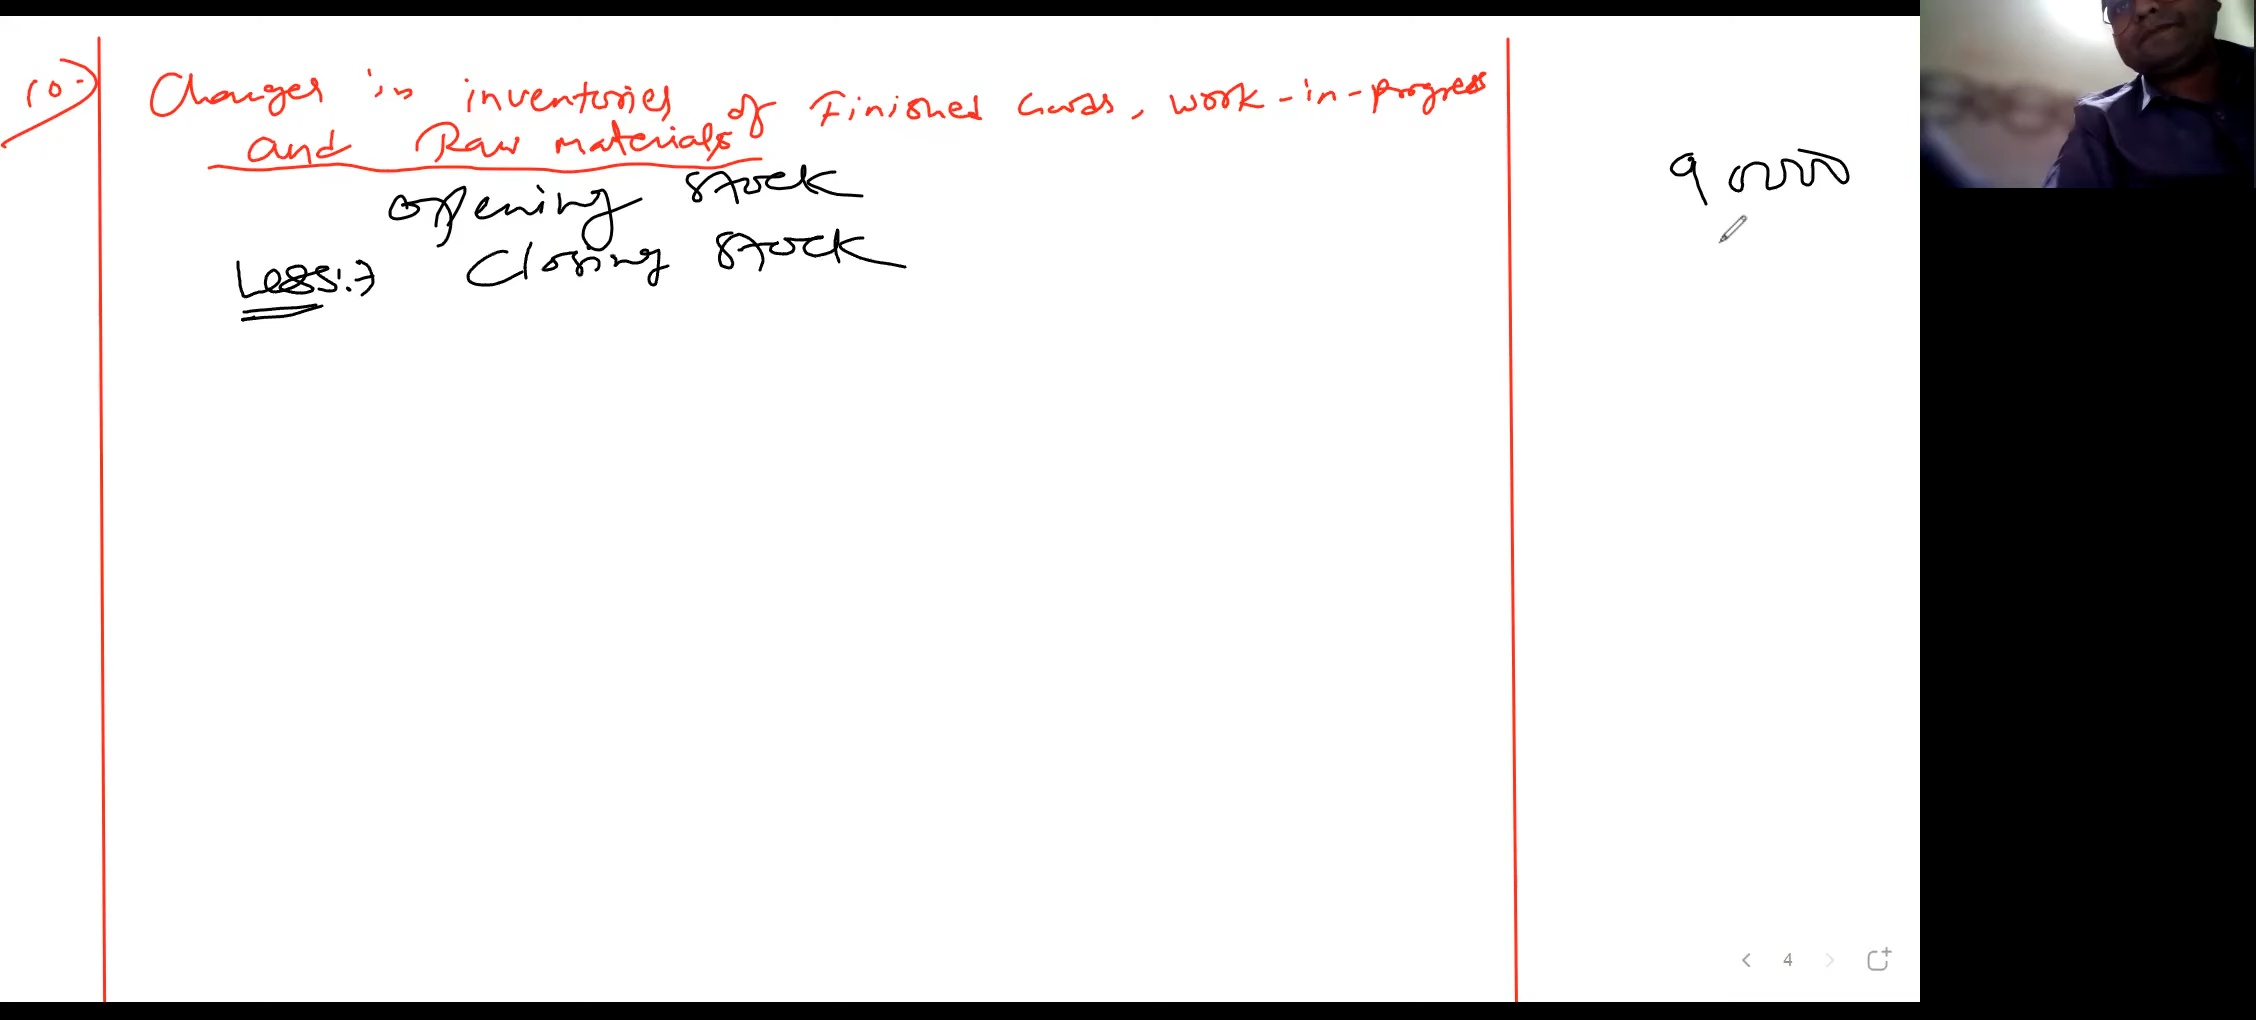 10.)
Changes in inventories of Finished Goods, work-in-progress
and Raw materials
opening stock 90000
Less:→ Closing stock
4